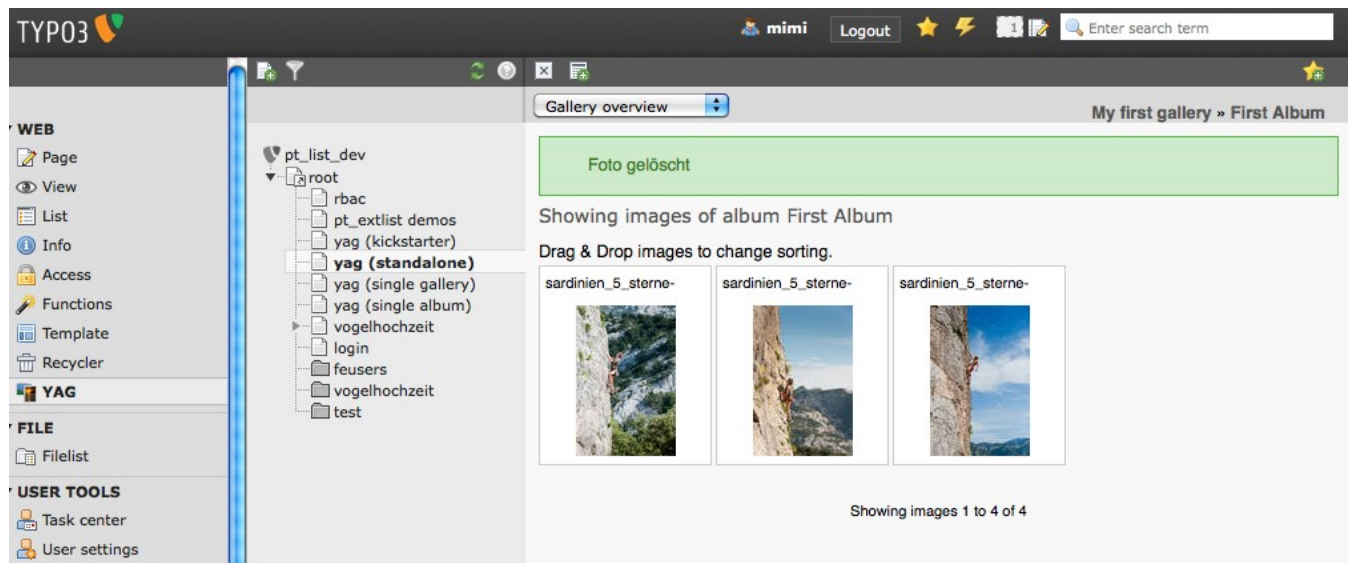 TYPO3
mimi
Logout
1
Enter search term
Gallery overview
My first gallery » First Album
WEB
Page
View
List
Info
Access
Functions
Template
Recycler
YAG
FILE
Filelist
USER TOOLS
Task center
User settings
pt_list_dev
root
rbac
pt_extlist demos
yag (kickstarter)
yag (standalone)
yag (single gallery)
yag (single album)
vogelhochzeit
login
feusers
vogelhochzeit
test
Foto gelöscht
Showing images of album First Album
Drag & Drop images to change sorting.
sardinien_5_sterne-
sardinien_5_sterne-
sardinien_5_sterne-
Showing images 1 to 4 of 4